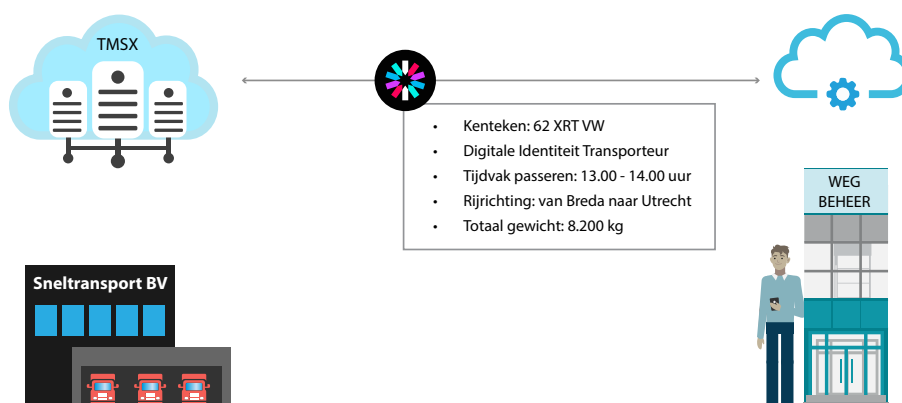 TMSX
• Kenteken: 62 XRT VW
• Digitale Identiteit Transporteur
• Tijdvak passeren: 13.00 - 14.00 uur
• Rijrichting: van Breda naar Utrecht
• Totaal gewicht: 8.200 kg
WEG
BEHEER
Sneltransport BV